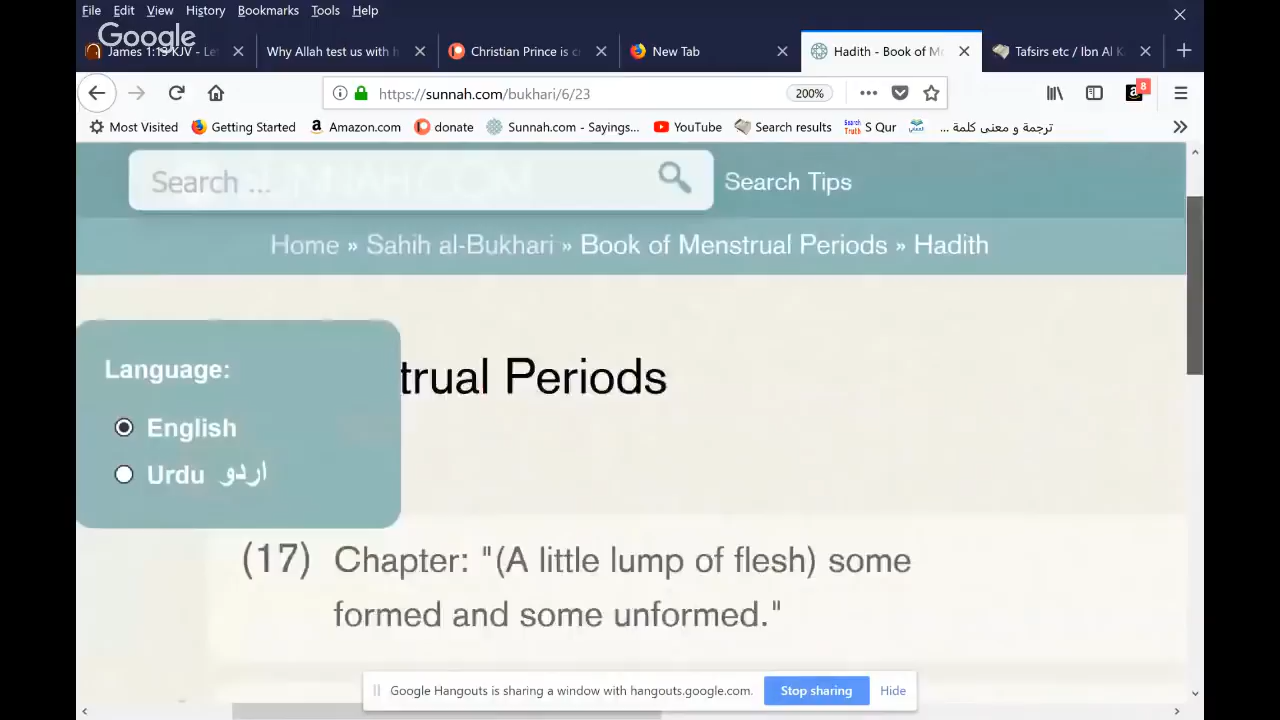 File Edit View History Bookmarks Tools Help
Google
James 1:13 KJV - Le
Why Allah test us with h
Christian Prince is c
New Tab
Hadith - Book of Me
Tafsirs etc / Ibn Al K
https://sunnah.com/bukhari/6/23
200%
8
Most Visited Getting Started Amazon.com donate Sunnah.com - Sayings... YouTube Search results S Qur ترجمة و معنى كلمة ...
Search ...
Search Tips
Home » Sahih al-Bukhari » Book of Menstrual Periods » Hadith
trual Periods
Language:
English
Urdu اردو
(17) Chapter: "(A little lump of flesh) some
formed and some unformed."
Google Hangouts is sharing a window with hangouts.google.com. Stop sharing Hide